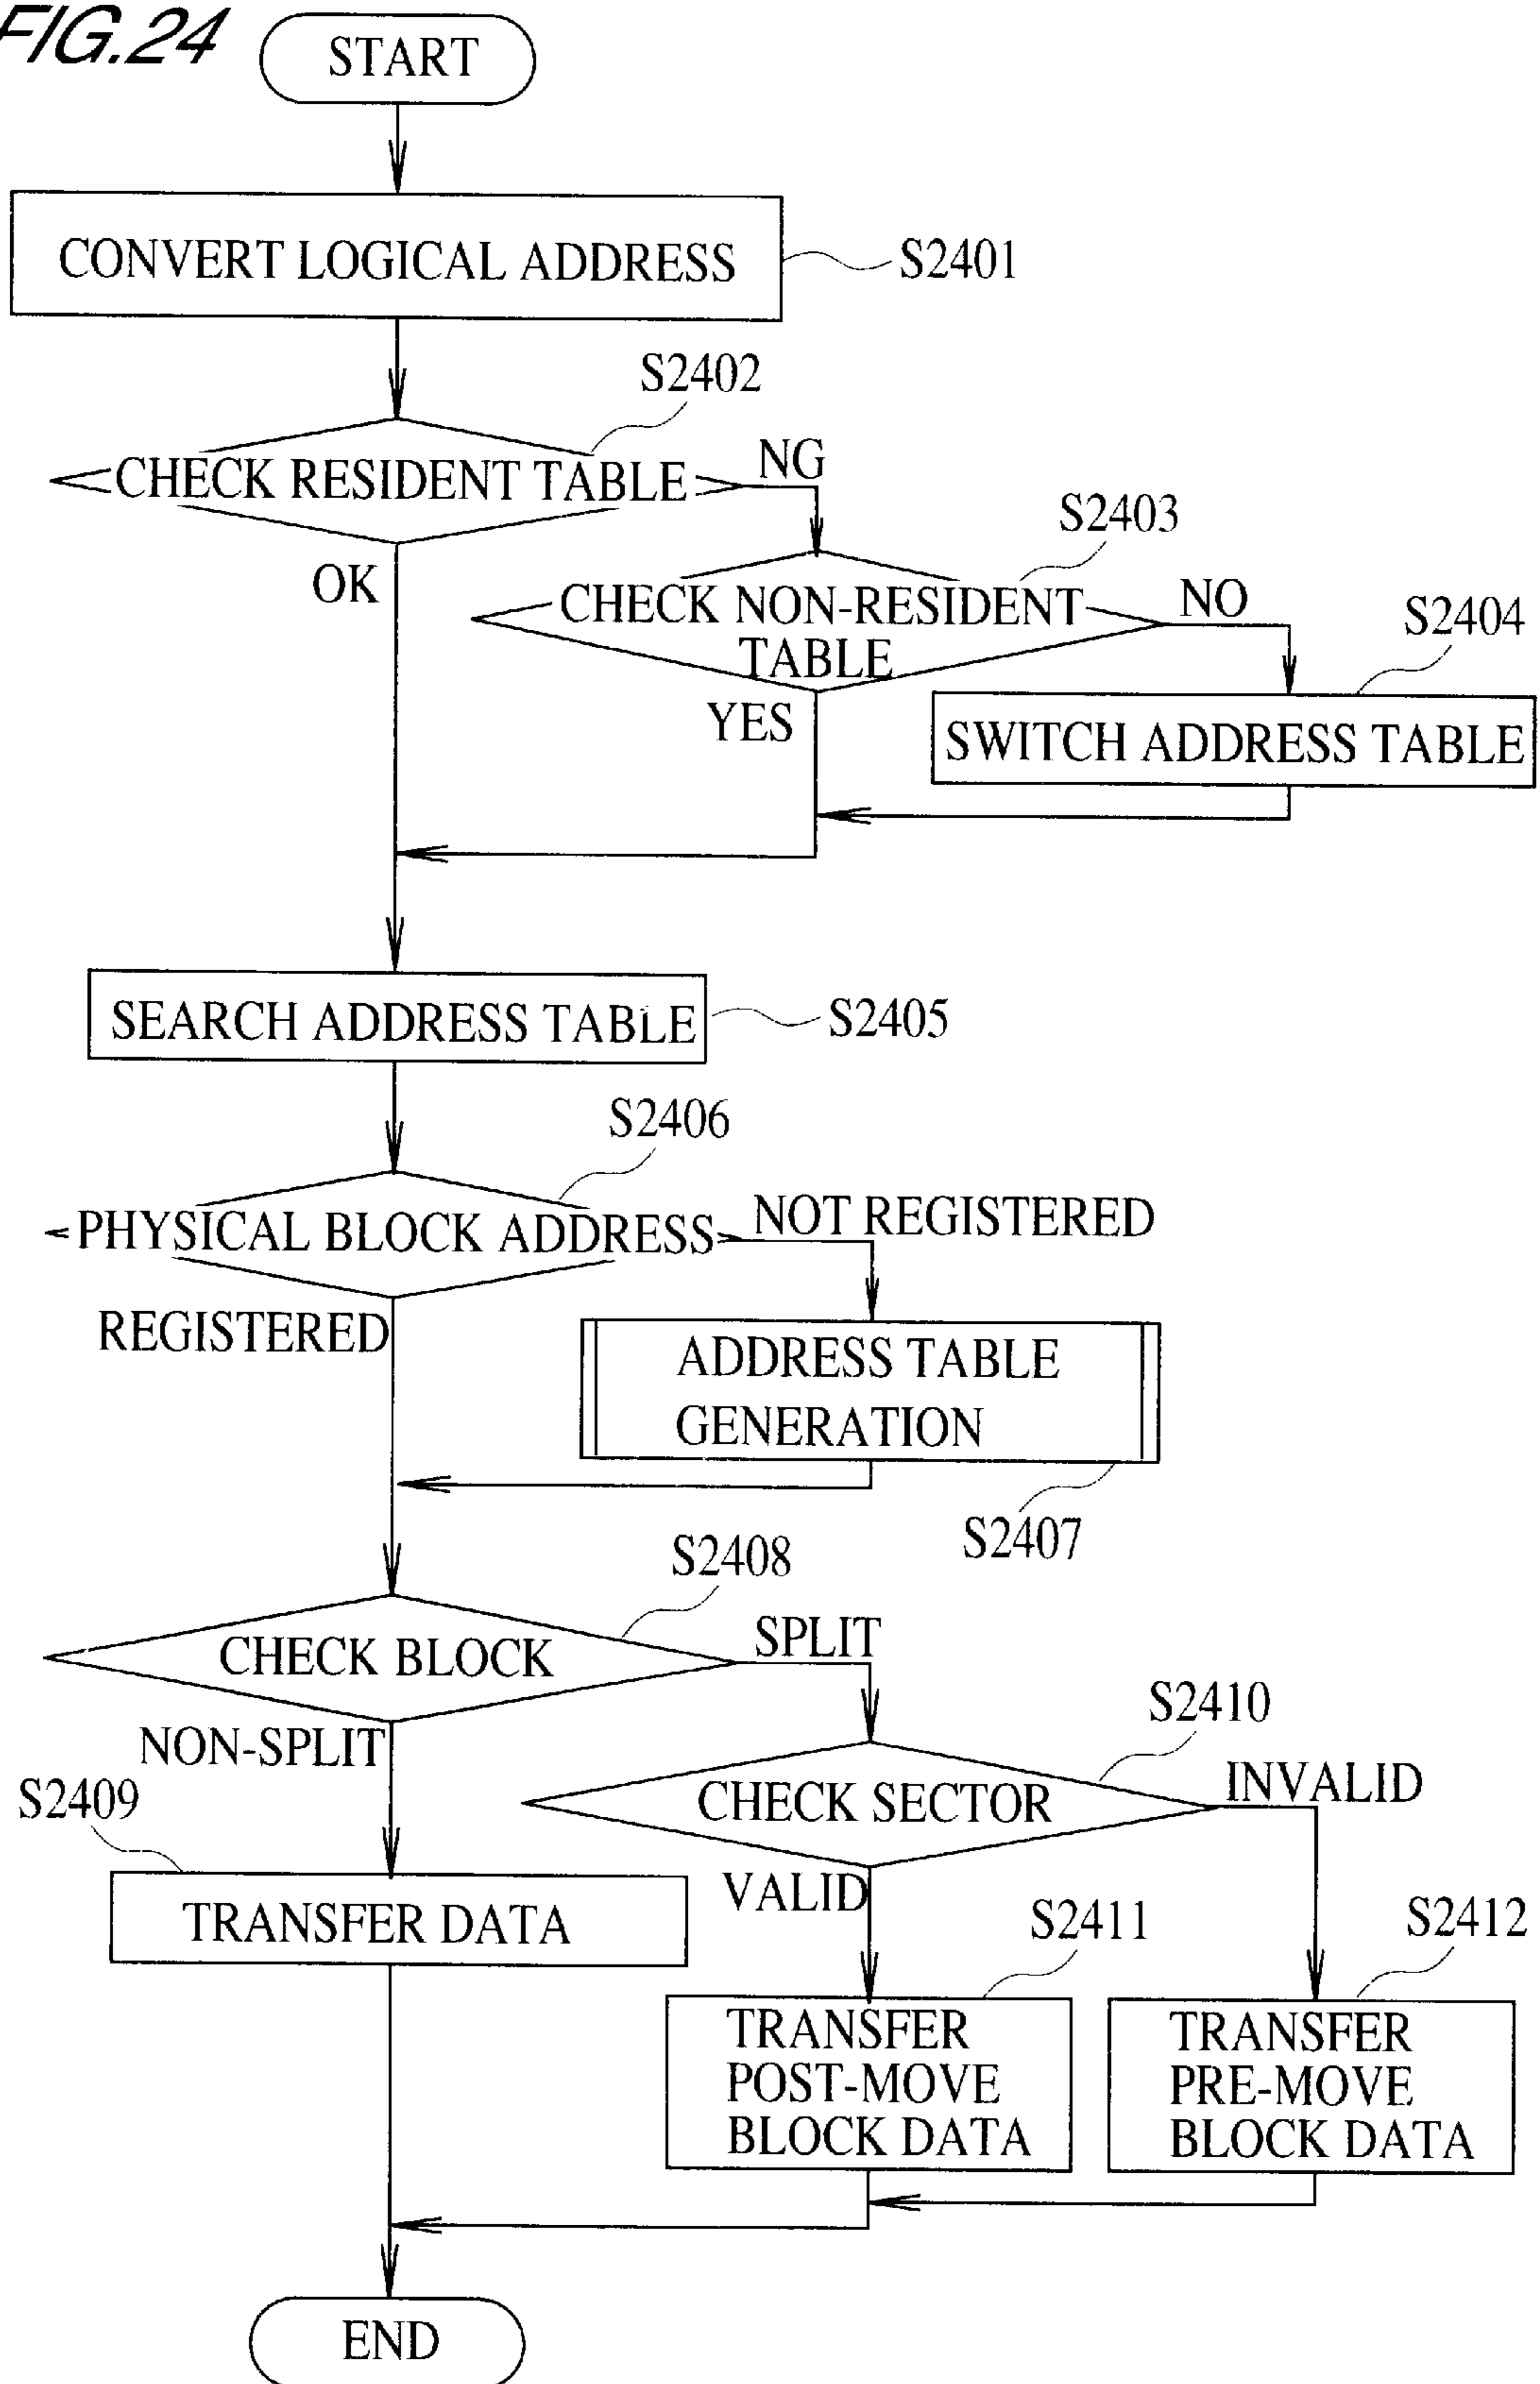 FIG.24
START
CONVERT LOGICAL ADDRESS
S2401
S2402
CHECK RESIDENT TABLE
NG
OK
S2403
CHECK NON-RESIDENT
TABLE
NO
YES
S2404
SWITCH ADDRESS TABLE
SEARCH ADDRESS TABLE
S2405
S2406
PHYSICAL BLOCK ADDRESS
NOT REGISTERED
REGISTERED
ADDRESS TABLE
GENERATION
S2407
S2408
CHECK BLOCK
SPLIT
NON-SPLIT
S2409
TRANSFER DATA
S2410
CHECK SECTOR
INVALID
VALID
S2411
TRANSFER
POST-MOVE
BLOCK DATA
S2412
TRANSFER
PRE-MOVE
BLOCK DATA
END